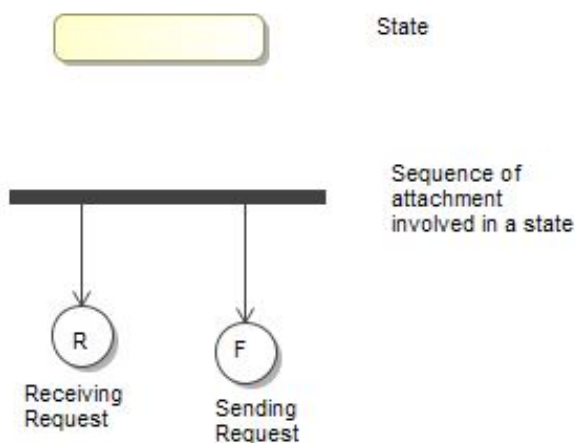 State
Sequence of
attachment
involved in a state
R
F
Receiving
Request
Sending
Request